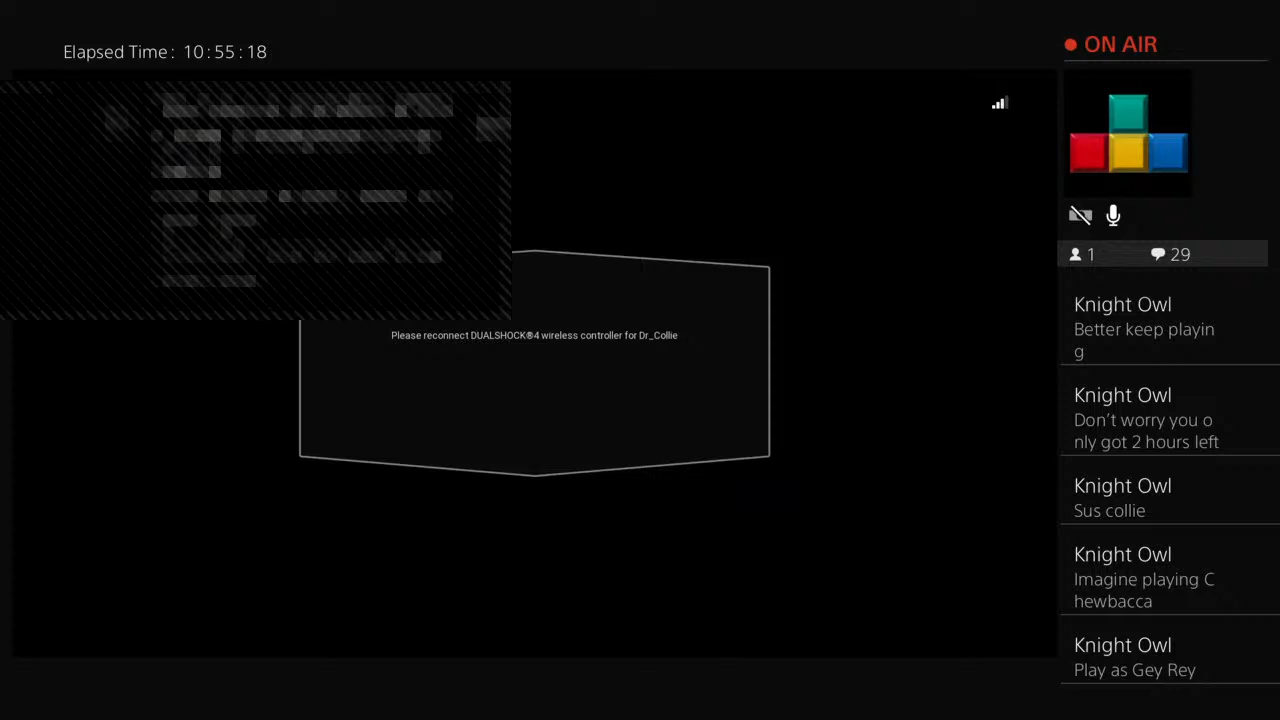 Elapsed Time: 10:55:18
ON AIR
1 29
Knight Owl
Better keep playin
g
Knight Owl
Don't worry you o
nly got 2 hours left
Knight Owl
Sus collie
Knight Owl
Imagine playing C
hewbacca
Knight Owl
Play as Gey Rey
Please reconnect DUALSHOCK®4 wireless controller for Dr_Collie